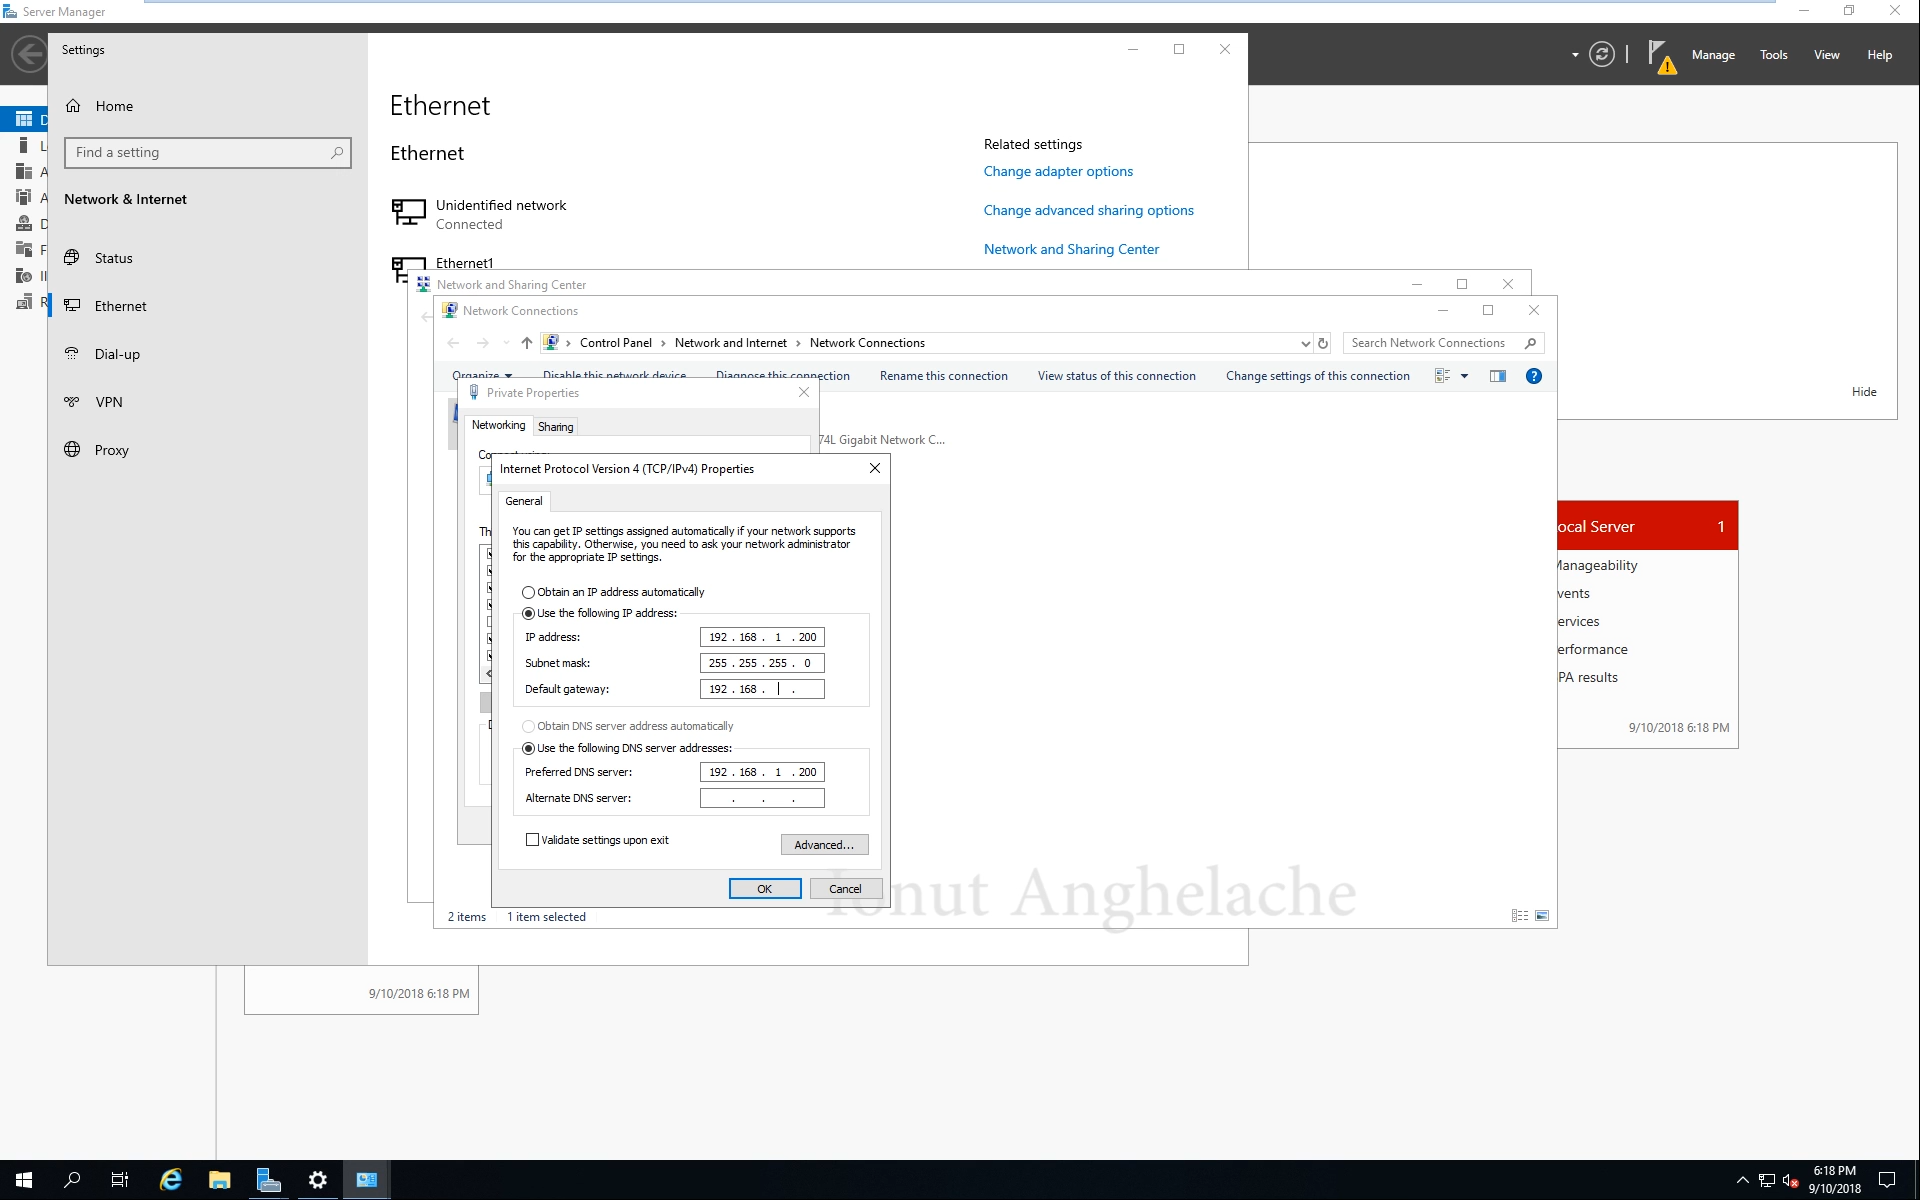 Server Manager
Manage
Tools
View
Help
Settings
Home
Find a setting
Network & Internet
Status
Ethernet
Dial-up
VPN
Proxy
Ethernet
Ethernet
Unidentified network
Connected
Ethernet1
Related settings
Change adapter options
Change advanced sharing options
Network and Sharing Center
Hide
Network and Sharing Center
Network Connections
Control Panel > Network and Internet > Network Connections
Search Network Connections
Organize
Disable this network device
Diagnose this connection
Rename this connection
View status of this connection
Change settings of this connection
74L Gigabit Network C...
2 items
1 item selected
Private Properties
Networking
Sharing
Internet Protocol Version 4 (TCP/IPv4) Properties
General
You can get IP settings assigned automatically if your network supports
this capability. Otherwise, you need to ask your network administrator
for the appropriate IP settings.
Obtain an IP address automatically
Use the following IP address:
IP address: 192 . 168 . 1 . 200
Subnet mask: 255 . 255 . 255 . 0
Default gateway: 192 . 168 . .
Obtain DNS server address automatically
Use the following DNS server addresses:
Preferred DNS server: 192 . 168 . 1 . 200
Alternate DNS server: . . .
Validate settings upon exit
Advanced...
OK
Cancel
Ionut Anghelache
ocal Server 1
Manageability
vents
ervices
erformance
PA results
9/10/2018 6:18 PM
9/10/2018 6:18 PM
6:18 PM
9/10/2018